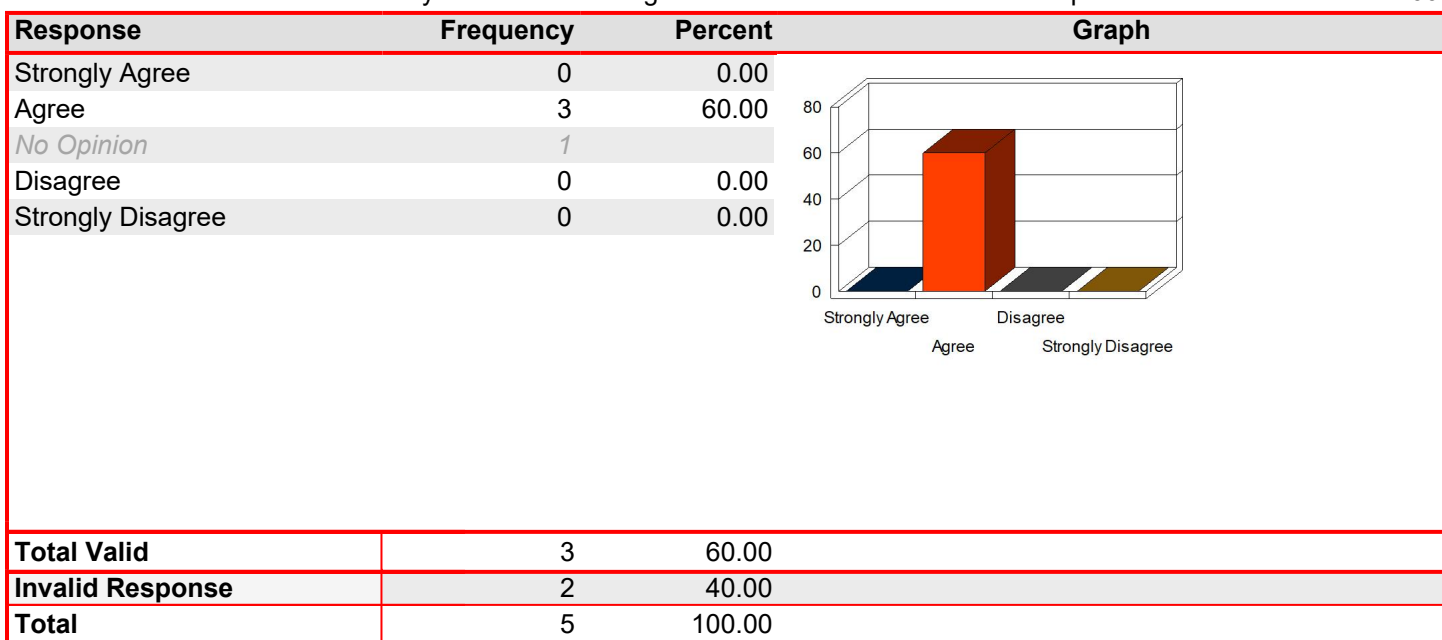 Response Frequency Percent Graph
Strongly Agree 0 0.00
Agree 3 60.00
No Opinion 1
Disagree 0 0.00
Strongly Disagree 0 0.00
80
60
40
20
0
Strongly Agree Disagree
Agree Strongly Disagree
Total Valid 3 60.00
Invalid Response 2 40.00
Total 5 100.00